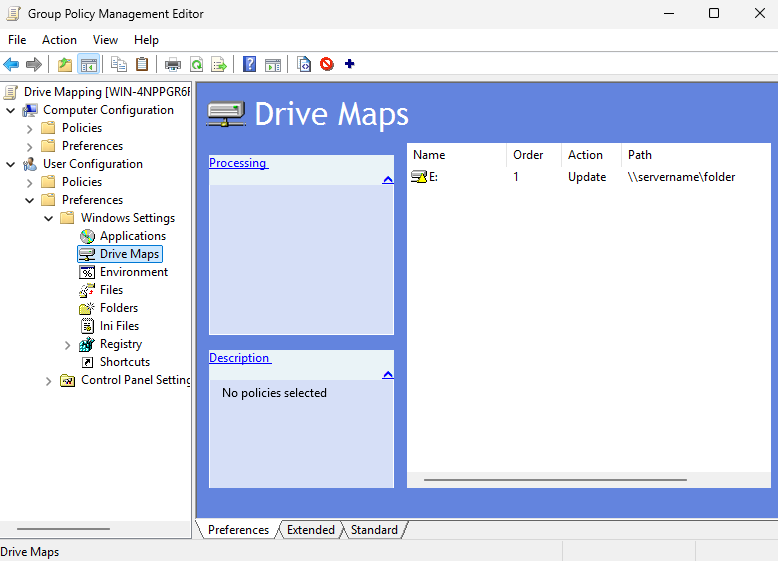 Group Policy Management Editor
File Action View Help
Drive Mapping [WIN-4NPPGR6F
Computer Configuration
Policies
Preferences
User Configuration
Policies
Preferences
Windows Settings
Applications
Drive Maps
Environment
Files
Folders
Ini Files
Registry
Shortcuts
Control Panel Setting
Drive Maps
Processing
Description
No policies selected
Name Order Action Path
E: 1 Update \\servername\folder
Preferences Extended Standard
Drive Maps